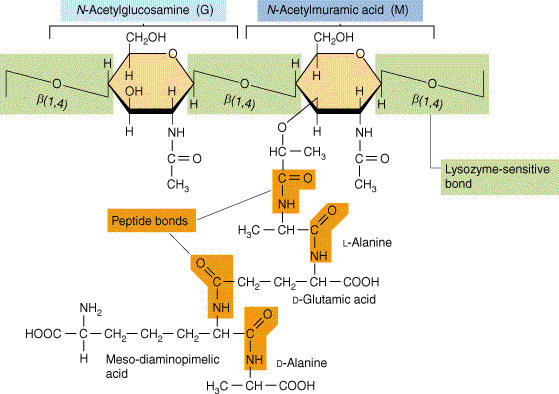 N-Acetylglucosamine (G)
N-Acetylmuramic acid (M)
CH₂OH
CH₂OH
O
O
O
O
O
H
H
H
H
H
H
β(1,4)
OH
H
β(1,4)
H
β(1,4)
H
NH
O
NH
C=O
HC—CH₃
C=O
Lysozyme-sensitive
bond
CH₃
C=O
CH₃
Peptide bonds
NH
O
H₃C—CH—C
L-Alanine
NH
O
C—CH₂—CH₂—CH—COOH
NH₂
NH
O
D-Glutamic acid
HOOC—C—CH₂—CH₂—CH₂—CH—C
H
Meso-diaminopimelic
acid
NH
D-Alanine
H₃C—CH—COOH